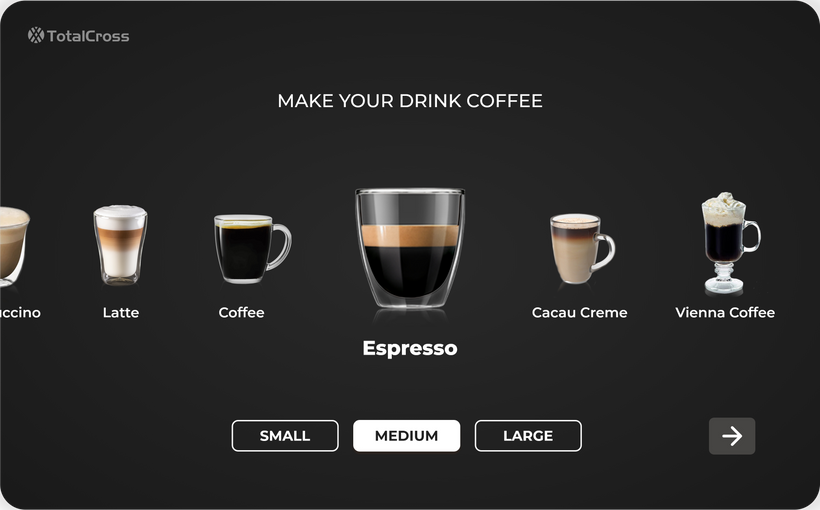 TotalCross
MAKE YOUR DRINK COFFEE
uccino
Latte
Coffee
Espresso
Cacau Creme
Vienna Coffee
SMALL
MEDIUM
LARGE